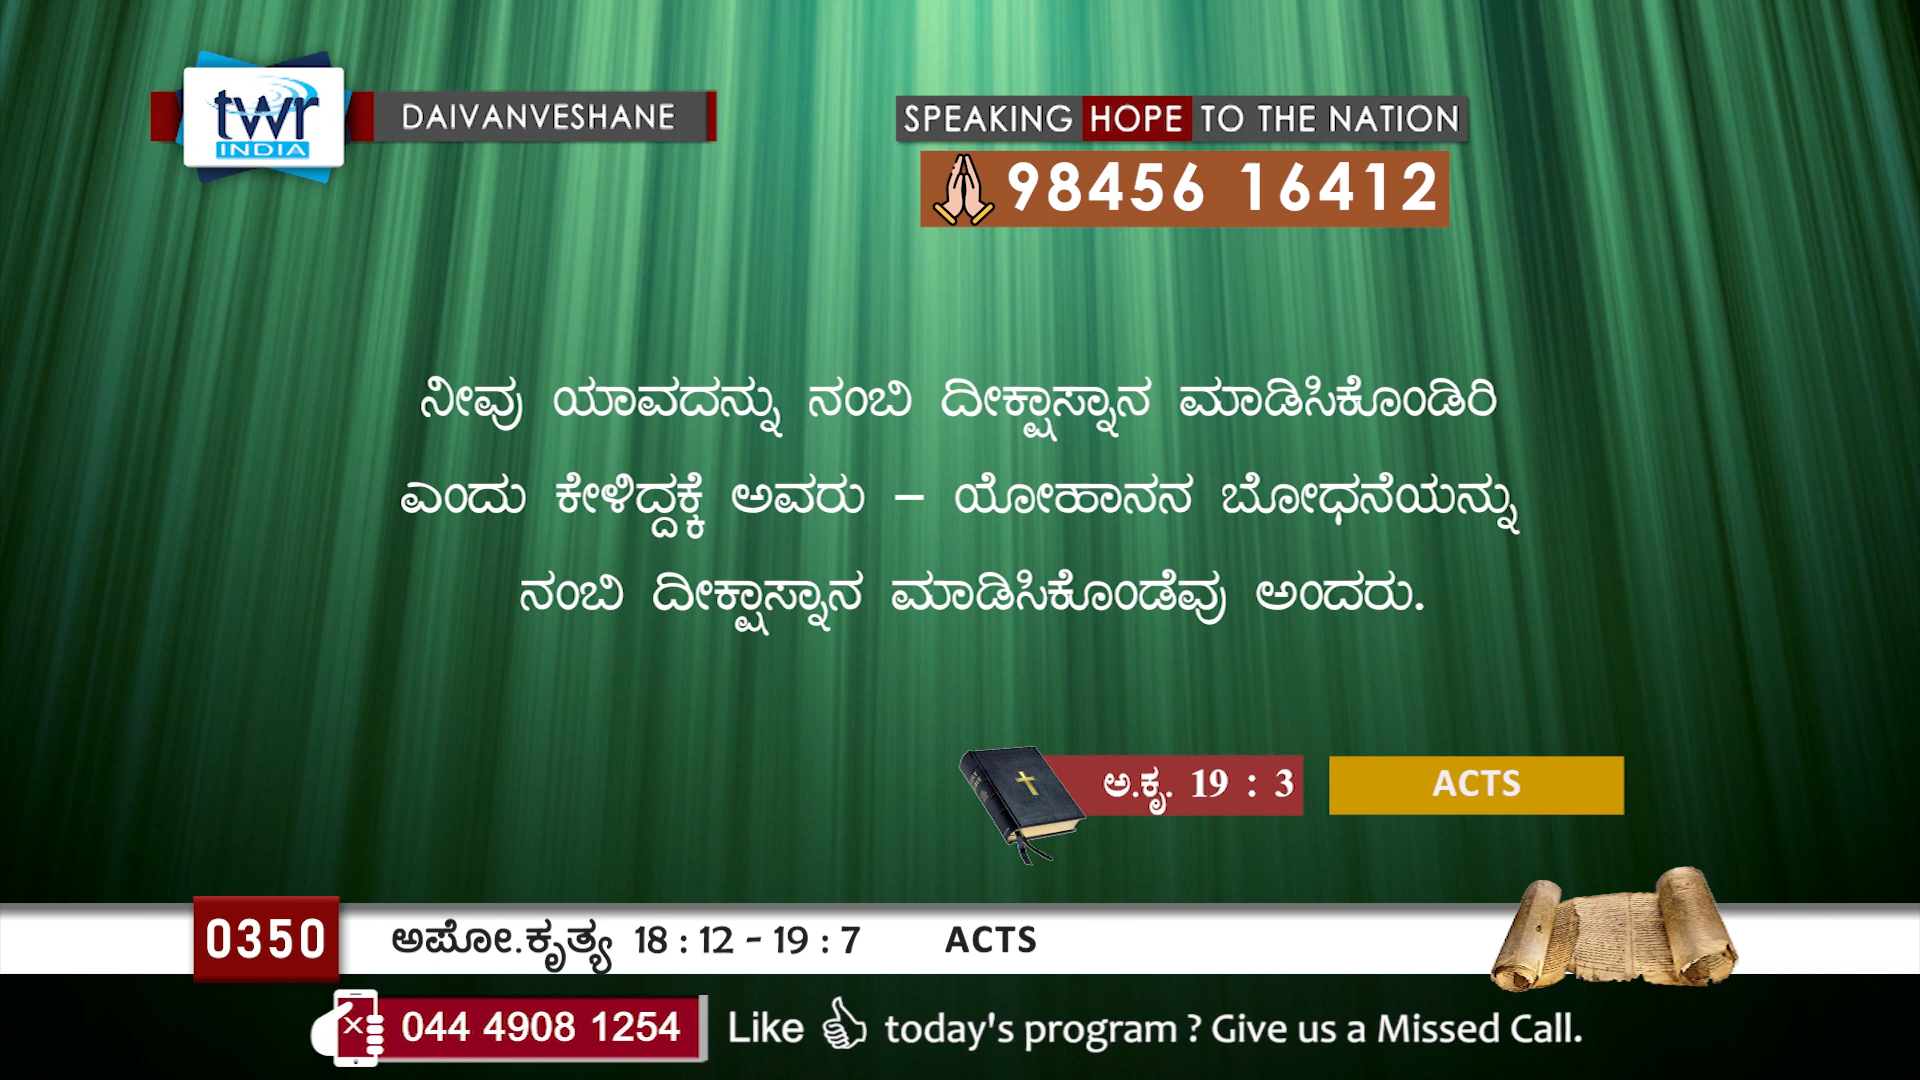 twr
INDIA
DAIVANVESHANE
SPEAKING HOPE TO THE NATION
98456 16412
ನೀವು ಯಾವದನ್ನು ನಂಬಿ ದೀಕ್ಷಾಸ್ನಾನ ಮಾಡಿಸಿಕೊಂಡಿರಿ
ಎಂದು ಕೇಳಿದ್ದಕ್ಕೆ ಅವರು – ಯೋಹಾನನ ಬೋಧನೆಯನ್ನು
ನಂಬಿ ದೀಕ್ಷಾಸ್ನಾನ ಮಾಡಿಸಿಕೊಂಡೆವು ಅಂದರು.
ಅ.ಕೃ. 19 : 3
ACTS
0350 ಅಪೋ.ಕೃತ್ಯ 18 : 12 - 19 : 7 ACTS
044 4908 1254 Like today's program ? Give us a Missed Call.